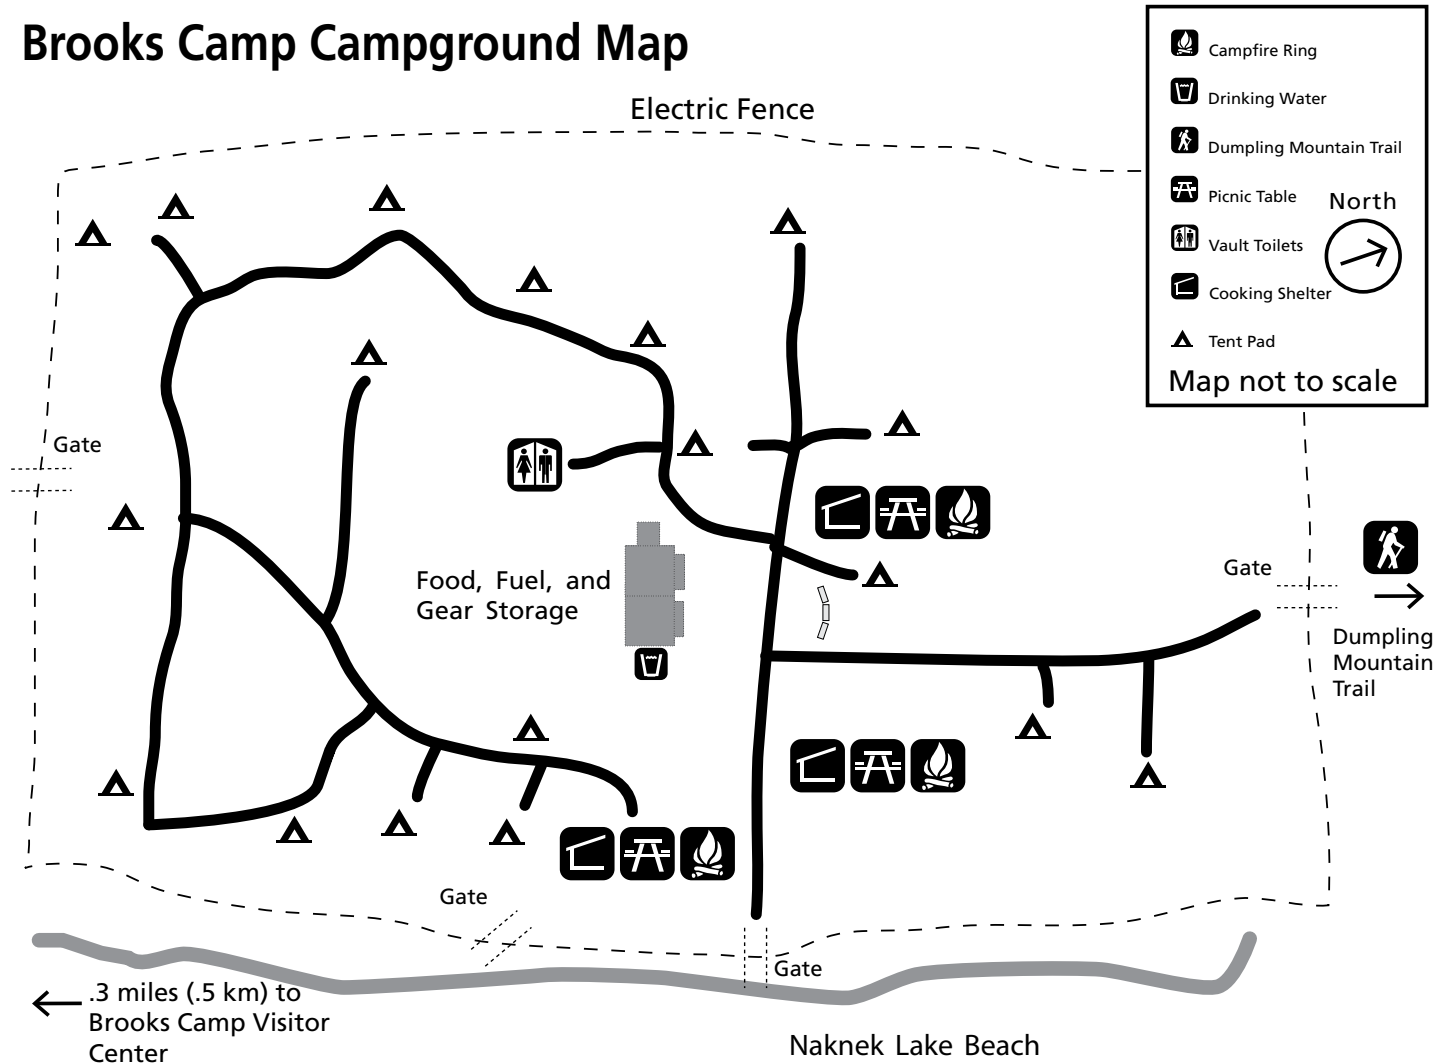 Brooks Camp Campground Map
Electric Fence
Campfire Ring
Drinking Water
Dumpling Mountain Trail
Picnic Table
North
Vault Toilets
Cooking Shelter
Tent Pad
Map not to scale
Gate
Food, Fuel, and
Gear Storage
Gate
Dumpling
Mountain
Trail
Gate
Gate
.3 miles (.5 km) to
Brooks Camp Visitor
Center
Naknek Lake Beach